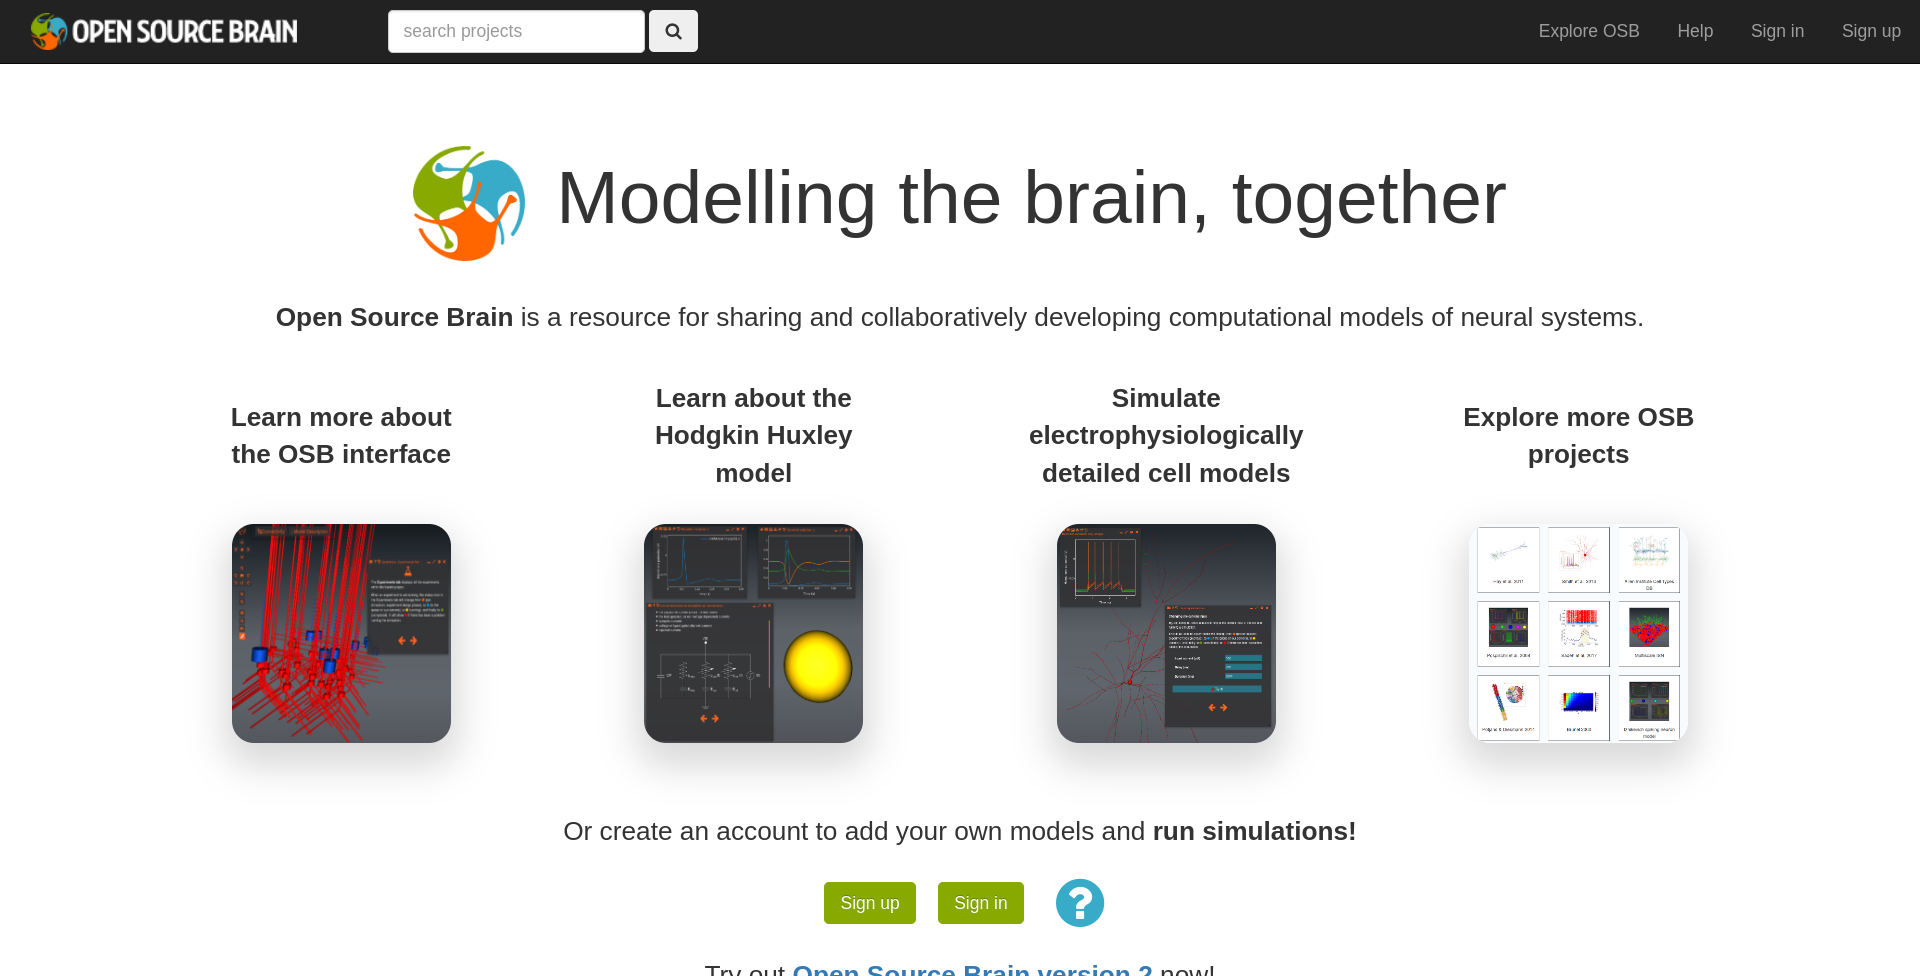 OPEN SOURCE BRAIN
search projects
Explore OSB
Help
Sign in
Sign up
Modelling the brain, together
Open Source Brain is a resource for sharing and collaboratively developing computational models of neural systems.
Learn more about
the OSB interface
Learn about the
Hodgkin Huxley
model
Simulate
electrophysiologically
detailed cell models
Explore more OSB
projects
Or create an account to add your own models and run simulations!
Sign up
Sign in
?
Try out Open Source Brain version 2 now!